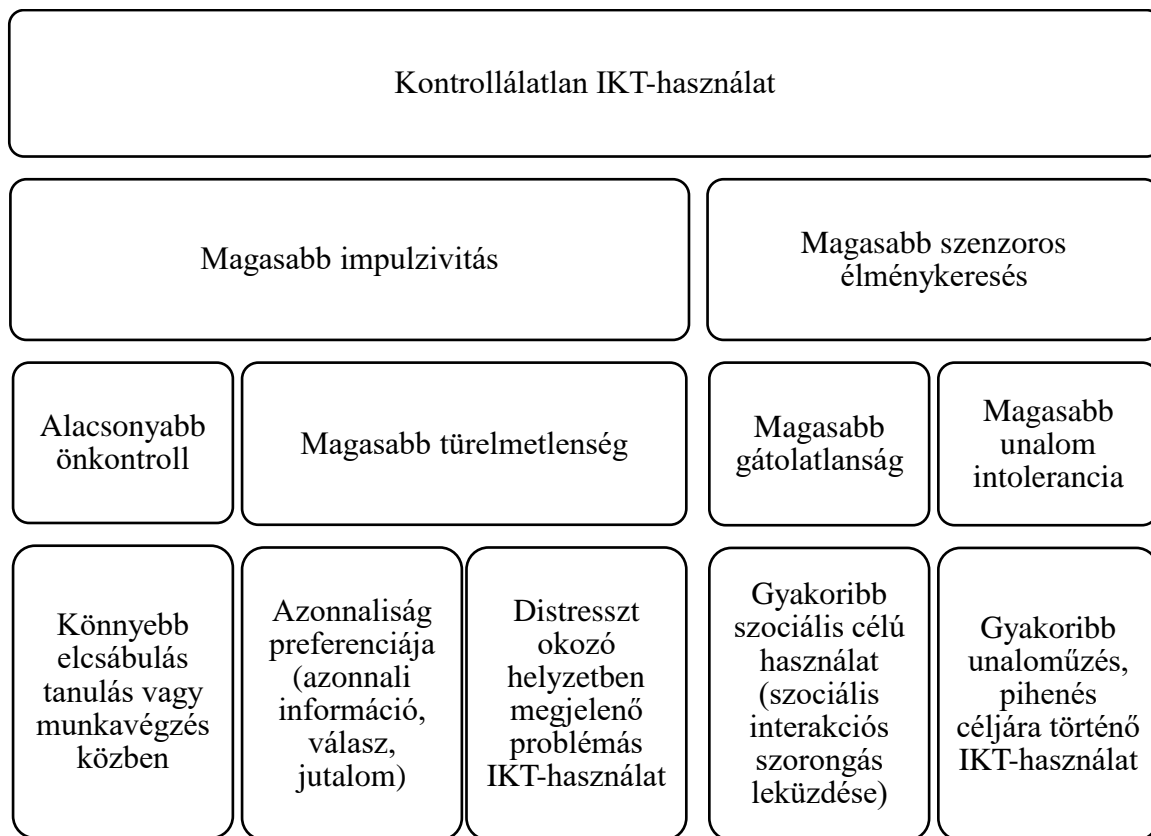 Kontrollálatlan IKT-használat
Magasabb impulzivitás
Magasabb szenzoros
élménykeresés
Alacsonyabb
önkontroll
Magasabb türelmetlenség
Magasabb
gátolatlanság
Magasabb
unalom
intolerancia
Könnyebb
elcsábulás
tanulás vagy
munkavégzés
közben
Azonnaliság
preferenciája
(azonnali
információ,
válasz,
jutalom)
Distresszt
okozó
helyzetben
megjelenő
problémás
IKT-használat
Gyakoribb
szociális célú
használat
(szociális
interakciós
szorongás
leküzdése)
Gyakoribb
unaloműzés,
pihenés
céljára történő
IKT-használat